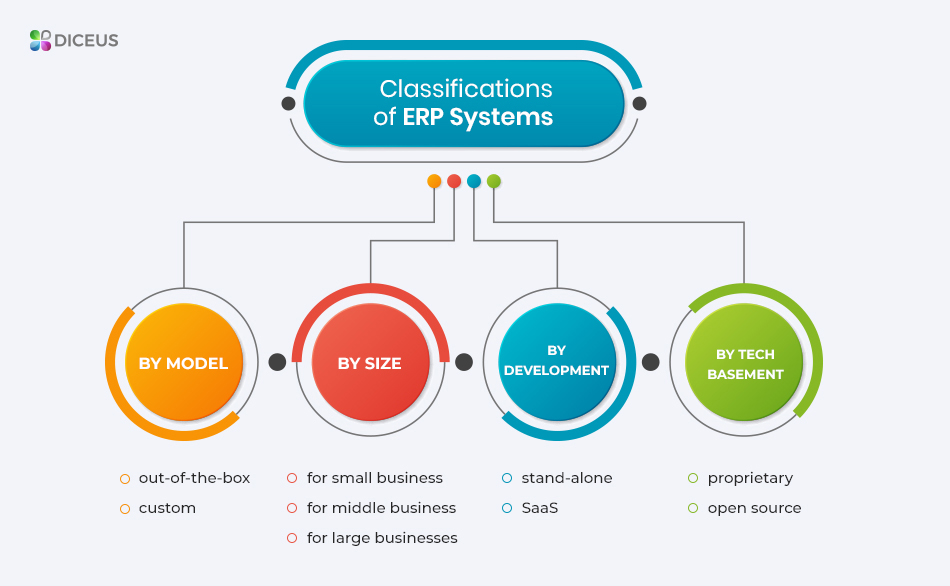 DICEUS
Classifications
of ERP Systems
BY MODEL
BY SIZE
BY
DEVELOPMENT
BY TECH
BASEMENT
out-of-the-box
custom
for small business
for middle business
for large businesses
stand-alone
SaaS
proprietary
open source